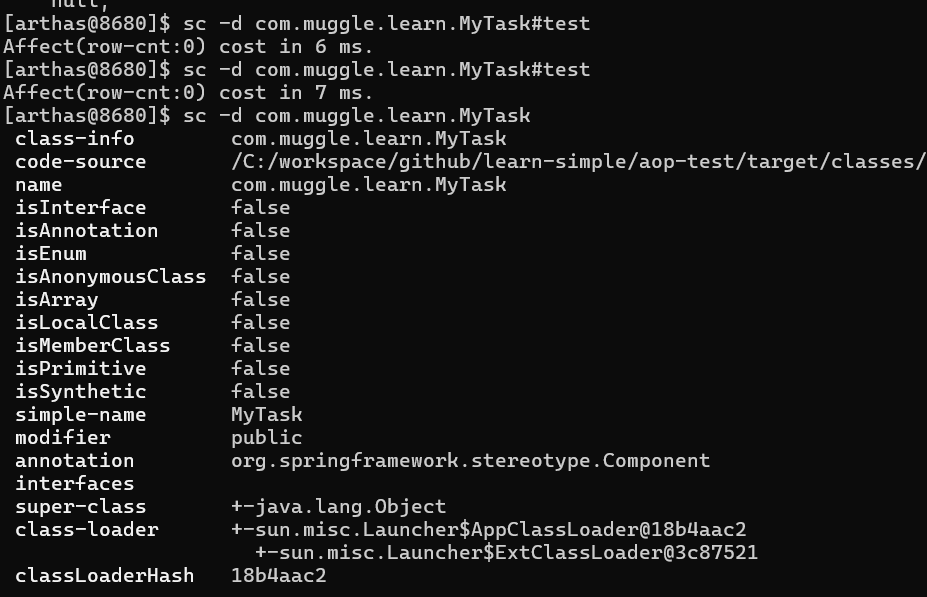 null,
[arthas@8680]$ sc -d com.muggle.learn.MyTask#test
Affect(row-cnt:0) cost in 6 ms.
[arthas@8680]$ sc -d com.muggle.learn.MyTask#test
Affect(row-cnt:0) cost in 7 ms.
[arthas@8680]$ sc -d com.muggle.learn.MyTask
class-info com.muggle.learn.MyTask
code-source /C:/workspace/github/learn-simple/aop-test/target/classes/
name com.muggle.learn.MyTask
isInterface false
isAnnotation false
isEnum false
isAnonymousClass false
isArray false
isLocalClass false
isMemberClass false
isPrimitive false
isSynthetic false
simple-name MyTask
modifier public
annotation org.springframework.stereotype.Component
interfaces
super-class +-java.lang.Object
class-loader +-sun.misc.Launcher$AppClassLoader@18b4aac2
+-sun.misc.Launcher$ExtClassLoader@3c87521
classLoaderHash 18b4aac2